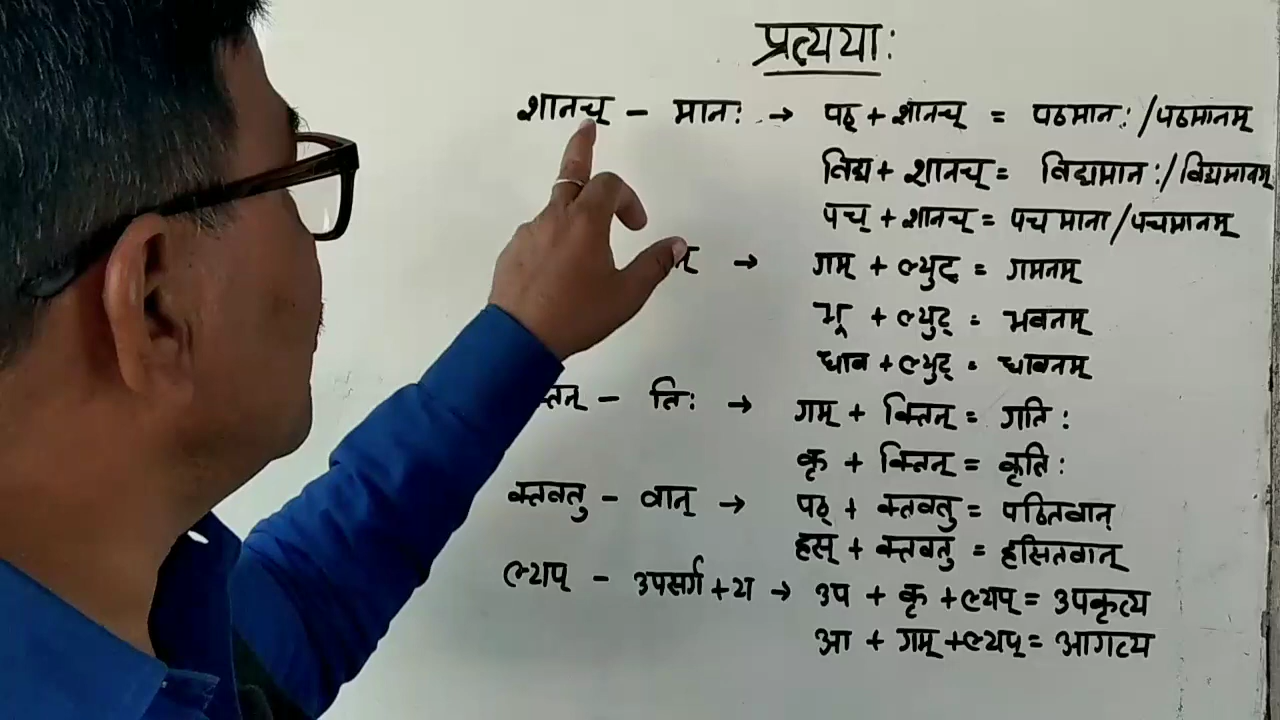 प्रत्ययाः
शानच् - मानः → पठ् + शानच् = पठमानः/पठमानम्
विद्य + शानच् = विद्यमानः/विद्यमानम्
पच् + शानच् = पचमाना/पचमानम्
→ गम् + ल्युट् = गमनम्
भू + ल्युट् = भवनम्
धाव + ल्युट् = धावनम्
- तिः → गम् + क्तिन् = गतिः
कृ + क्तिन् = कृतिः
क्तवतु - वान् → पठ् + क्तवतु = पठितवान्
हस् + क्तवतु = हसितवान्
ल्यप् - उपसर्ग + य → उप + कृ + ल्यप् = उपकृत्य
आ + गम् + ल्यप् = आगत्य